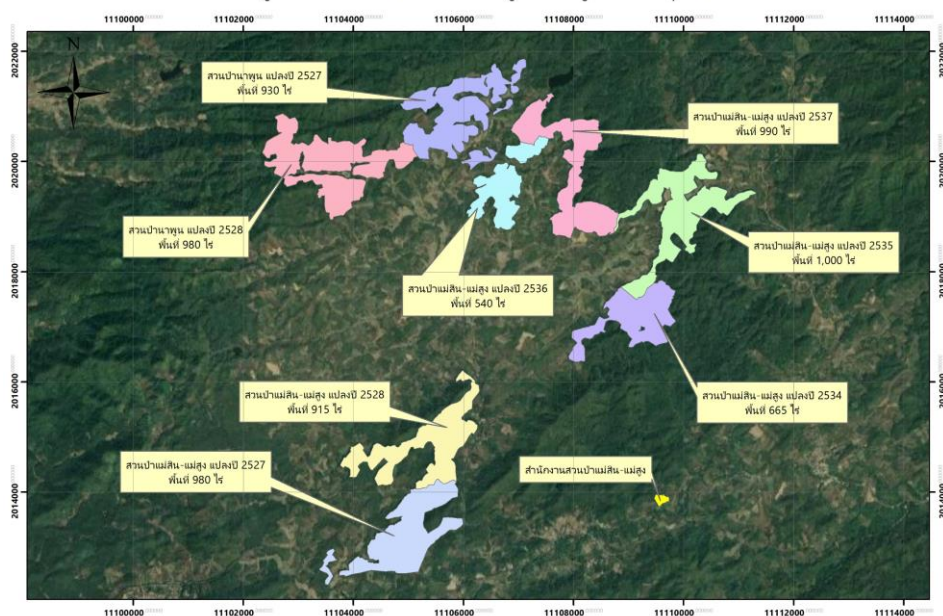 11100000 11102000 11104000 11106000 11108000 11110000 11112000 11114000
N
2022000 2022000
สวนป่านาพูน แปลงปี 2527
พื้นที่ 930 ไร่
สวนป่าแม่สิน-แม่สูง แปลงปี 2537
พื้นที่ 990 ไร่
2020000 2020000
สวนป่านาพูน แปลงปี 2528
พื้นที่ 980 ไร่
สวนป่าแม่สิน-แม่สูง แปลงปี 2535
พื้นที่ 1,000 ไร่
2018000 2018000
สวนป่าแม่สิน-แม่สูง แปลงปี 2536
พื้นที่ 540 ไร่
2016000 2016000
สวนป่าแม่สิน-แม่สูง แปลงปี 2528
พื้นที่ 915 ไร่
สวนป่าแม่สิน-แม่สูง แปลงปี 2534
พื้นที่ 665 ไร่
สวนป่าแม่สิน-แม่สูง แปลงปี 2527
พื้นที่ 980 ไร่
สำนักงานสวนป่าแม่สิน-แม่สูง
2014000 2014000
11100000 11102000 11104000 11106000 11108000 11110000 11112000 11114000